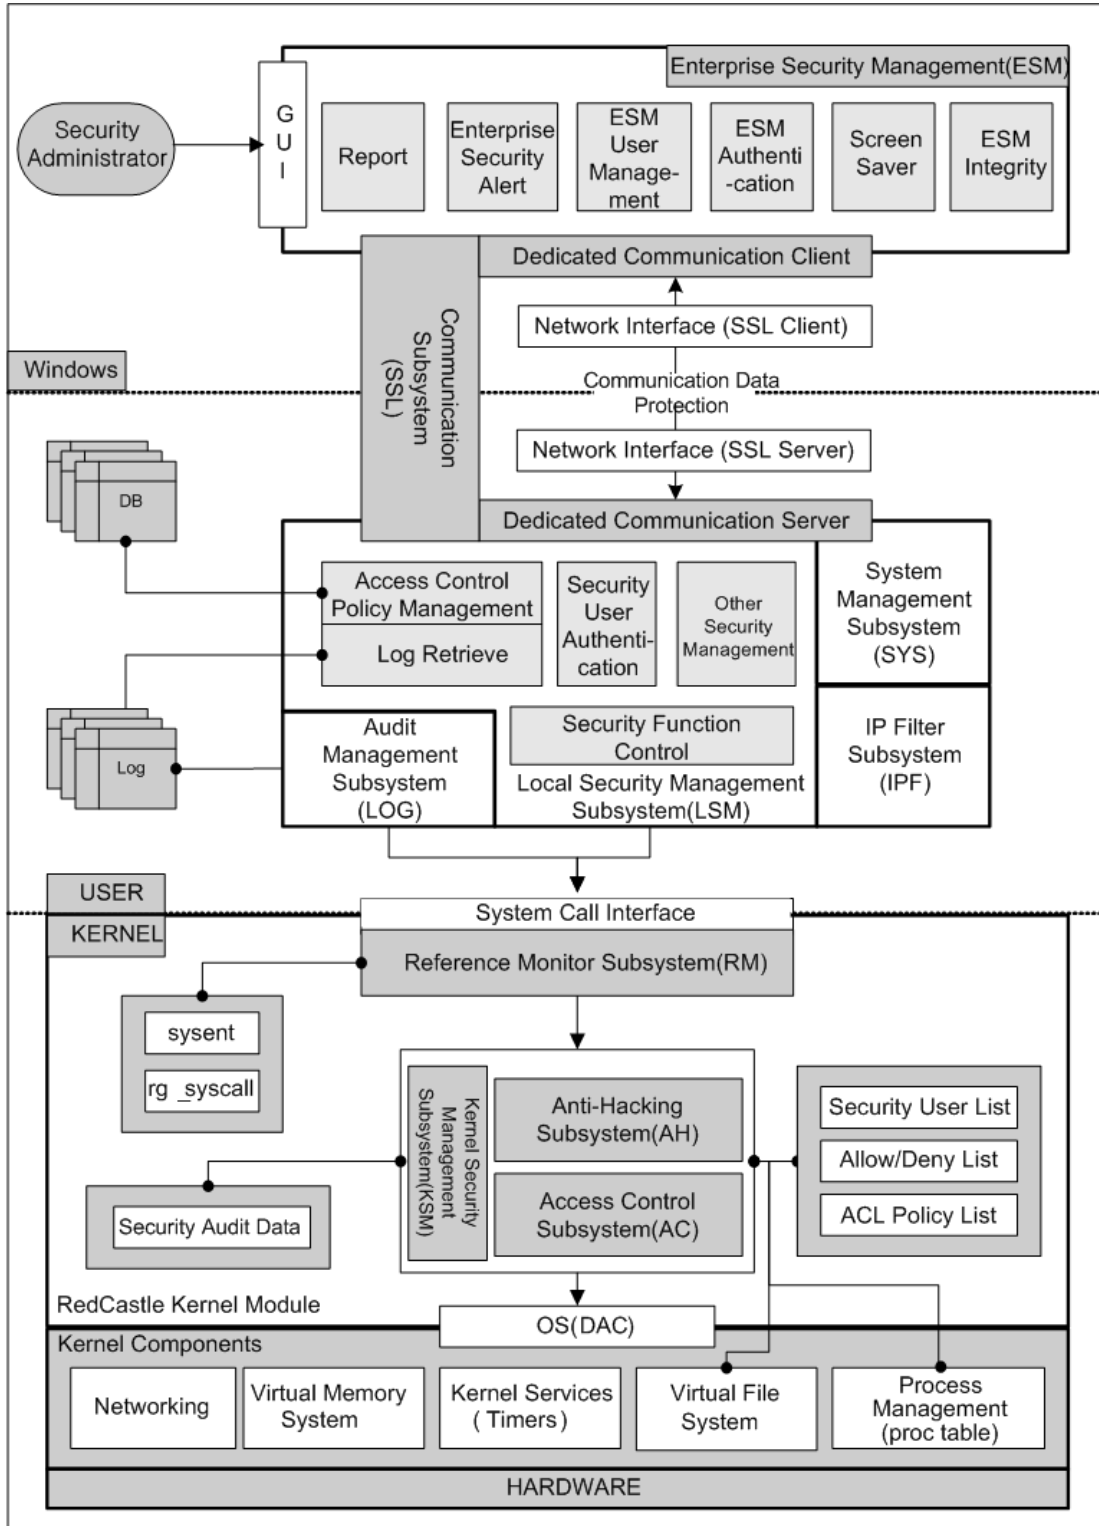 Enterprise Security Management(ESM)
Security
Administrator
G
U
I
Report
Enterprise
Security
Alert
ESM
User
Manage-
ment
ESM
Authenti
-cation
Screen
Saver
ESM
Integrity
Dedicated Communication Client
Communication
Subsystem
(SSL)
Network Interface (SSL Client)
Windows
Communication Data
Protection
Network Interface (SSL Server)
DB
Dedicated Communication Server
Access Control
Policy Management
Log Retrieve
Security
User
Authenti-
cation
Other
Security
Management
System
Management
Subsystem
(SYS)
Log
Audit
Management
Subsystem
(LOG)
Security Function
Control
Local Security Management
Subsystem(LSM)
IP Filter
Subsystem
(IPF)
USER
KERNEL
System Call Interface
Reference Monitor Subsystem(RM)
sysent
rg _syscall
Kernel Security
Management
Subsystem(KSM)
Anti-Hacking
Subsystem(AH)
Access Control
Subsystem(AC)
Security User List
Allow/Deny List
ACL Policy List
Security Audit Data
RedCastle Kernel Module
OS(DAC)
Kernel Components
Networking
Virtual Memory
System
Kernel Services
( Timers)
Virtual File
System
Process
Management
(proc table)
HARDWARE